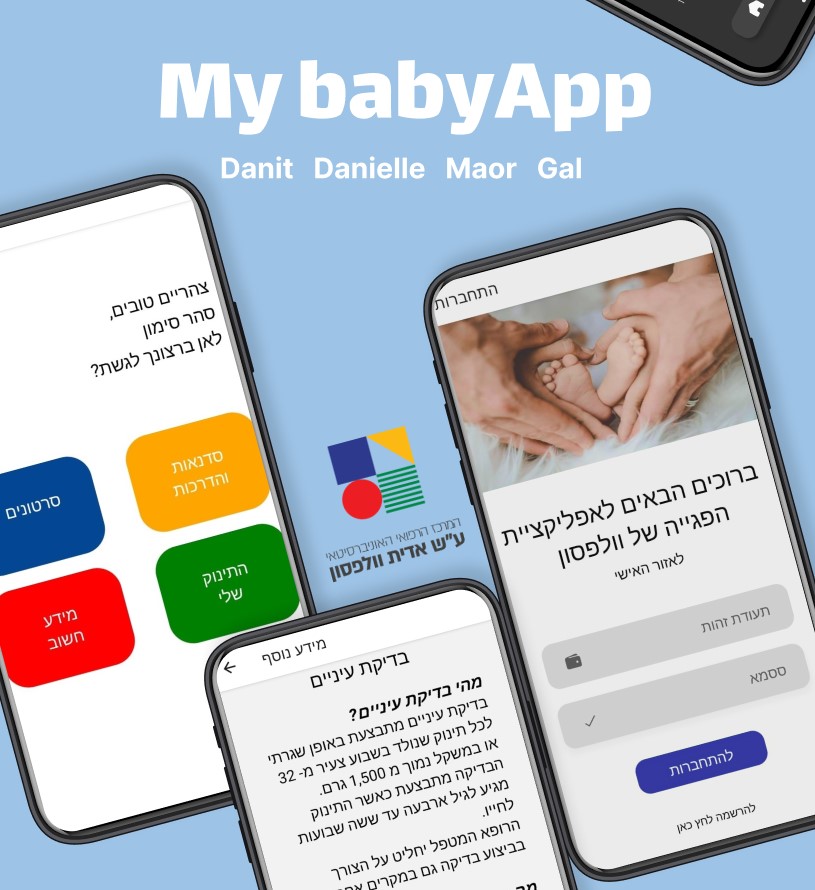 My babyApp
Danit Danielle Maor Gal
צהריים טובים,
סהר סימון
לאן ברצונך לגשת?
סדנאות
והדרכות
סרטונים
התינוק
שלי
מידע
חשוב
המרכז הרפואי האוניברסיטאי
ע"ש אדית וולפסון
התחברות
ברוכים הבאים לאפליקציית
הפגייה של וולפסון
לאזור האישי
תעודת זהות
ססמא
להתחברות
להרשמה לחץ כאן
מידע נוסף
בדיקת עיניים
מהי בדיקת עיניים?
בדיקת עיניים מתבצעת באופן שגרתי
לכל תינוק שנולד בשבוע צעיר מ- 32
או במשקל נמוך מ 1,500 גרם.
הבדיקה מתבצעת כאשר התינוק
מגיע לגיל ארבעה עד ששה שבועות
לחייו.
הרופא המטפל יחליט על הצורך
בביצוע בדיקה גם במקרים